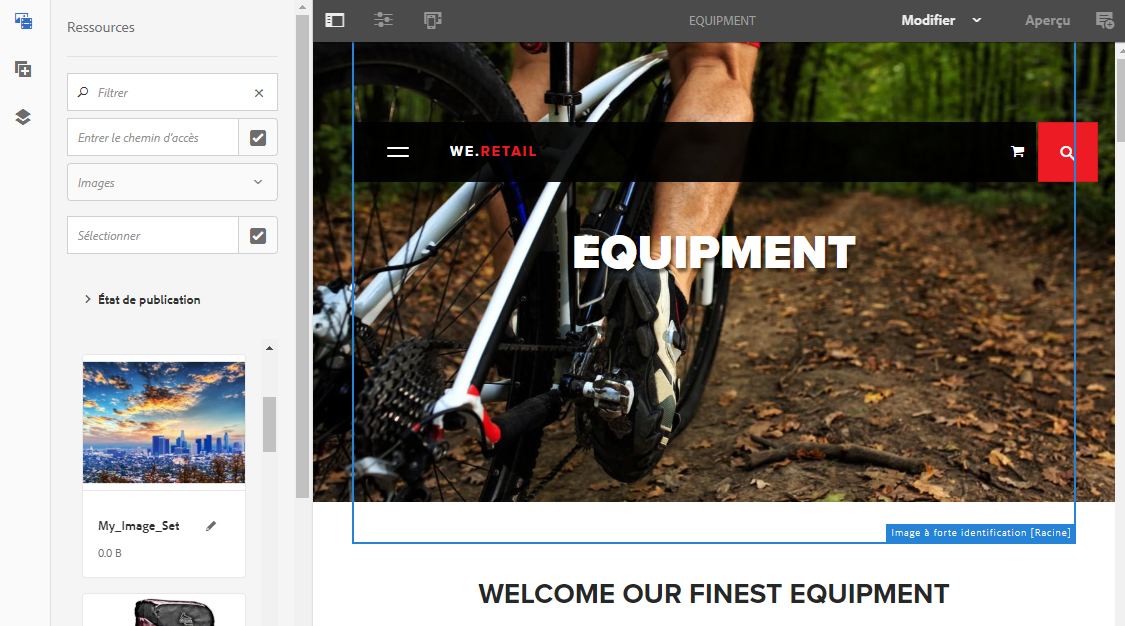 Ressources
Filtrer
Entrer le chemin d'accès
Images
Sélectionner
État de publication
My_Image_Set
0.0 B
EQUIPMENT
Modifier
Aperçu
WE.RETAIL
EQUIPMENT
Image à forte identification [Racine]
WELCOME OUR FINEST EQUIPMENT